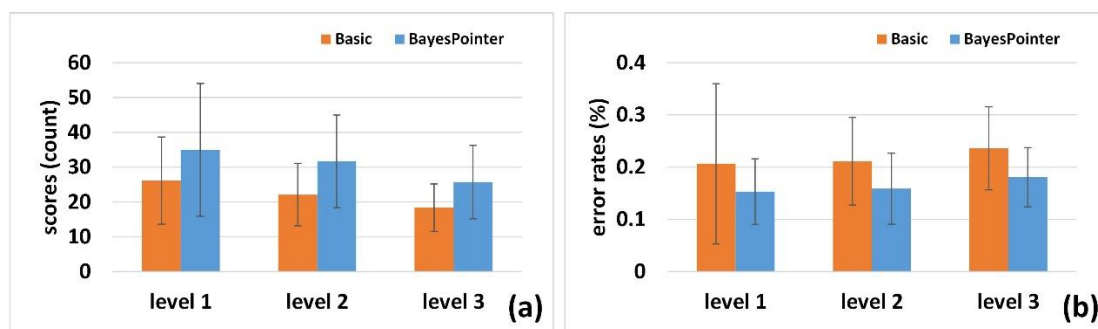 Basic BayesPointer
scores (count)
60
50
40
30
20
10
0
level 1 level 2 level 3 (a)
Basic BayesPointer
error rates (%)
0.4
0.3
0.2
0.1
0
level 1 level 2 level 3 (b)